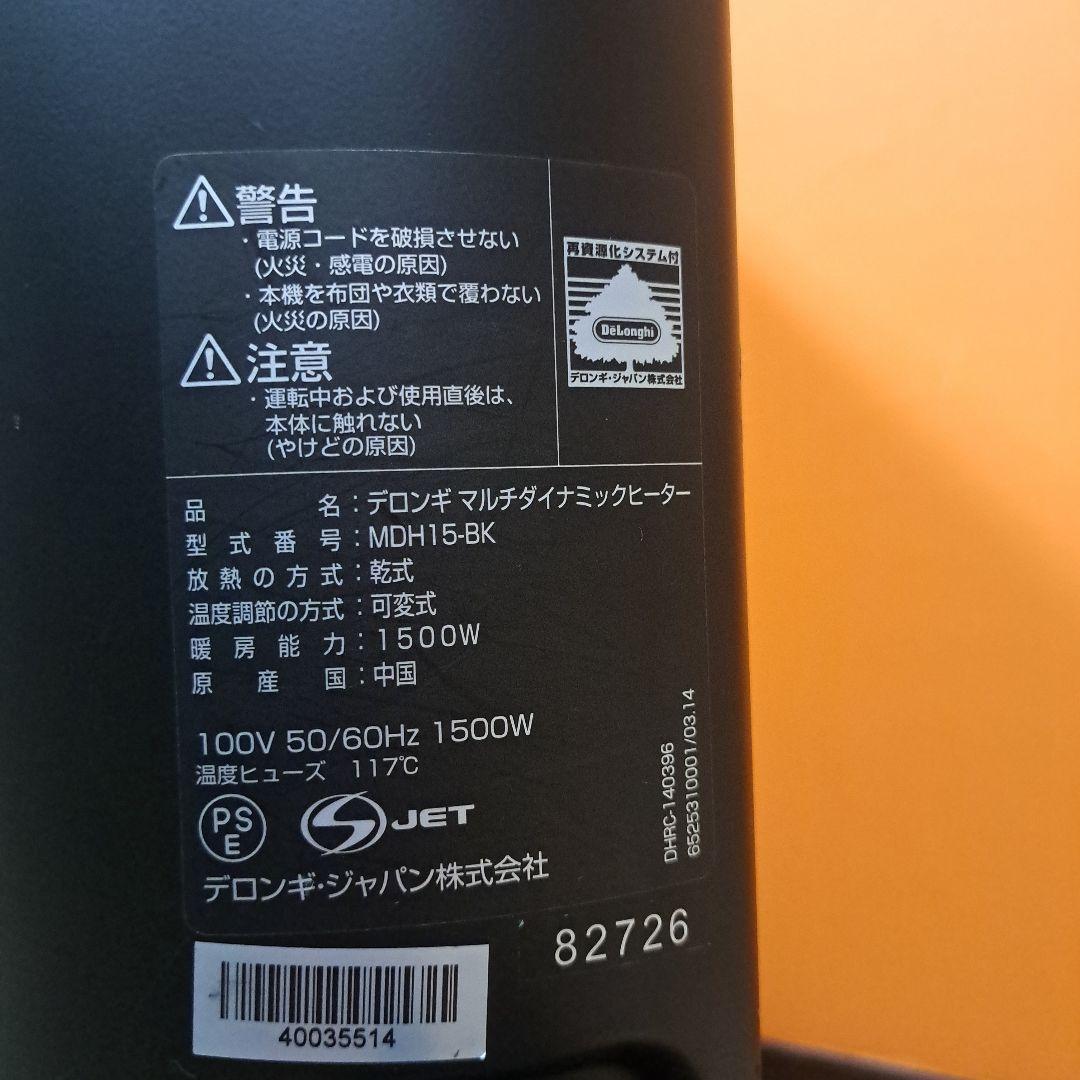 警告
・電源コードを破損させない
(火災・感電の原因)
・本機を布団や衣類で覆わない
(火災の原因)
注意
・運転中および使用直後は、
本体に触れない
(やけどの原因)
再資源化システム付
DeLonghi
デロンギ・ジャパン株式会社
品名：デロンギ マルチダイナミックヒーター
型式番号：MDH15-BK
放熱の方式：乾式
温度調節の方式：可変式
暖房能力：1500W
原産国：中国
100V 50/60Hz 1500W
温度ヒューズ 117℃
PSE
S JET
デロンギ・ジャパン株式会社
DHRC-140396
6525310001/03.14
82726
40035514